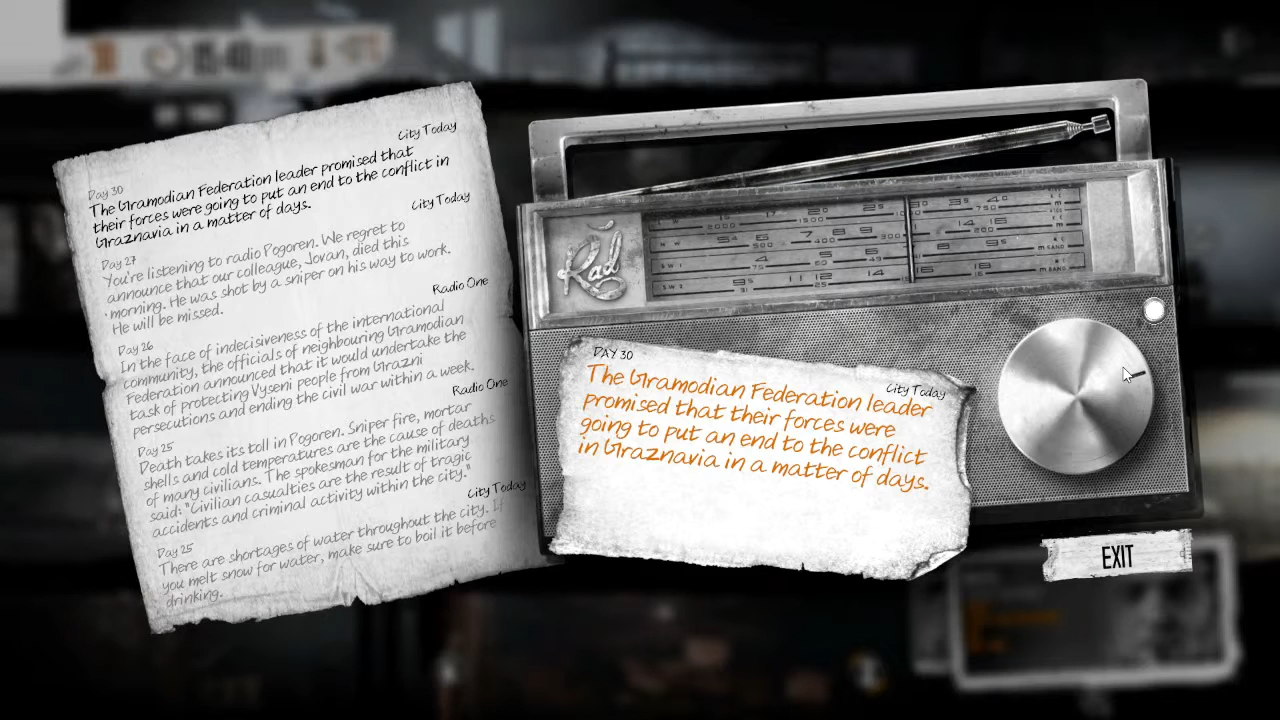 City Today
Day 30
The Gramodian Federation leader promised that
their forces were going to put an end to the conflict in
Graznavia in a matter of days.
City Today
Day 27
You're listening to radio Pogoren. We regret to
announce that our colleague, Jovan, died this
morning. He was shot by a sniper on his way to work.
He will be missed.
Radio One
Day 26
In the face of indecisiveness of the international
community, the officials of neighbouring Gramodian
Federation announced that it would undertake the
task of protecting Vyseni people from Grazni
persecutions and ending the civil war within a week.
Radio One
Day 25
Death takes its toll in Pogoren. Sniper fire, mortar
shells and cold temperatures are the cause of deaths
of many civilians. The spokesman for the military
said: "Civilian casualties are the result of tragic
accidents and criminal activity within the city."
City Today
Day 25
There are shortages of water throughout the city. If
you melt snow for water, make sure to boil it before
drinking.
Rad
DAY 30
City Today
The Gramodian Federation leader
promised that their forces were
going to put an end to the conflict
in Graznavia in a matter of days.
EXIT